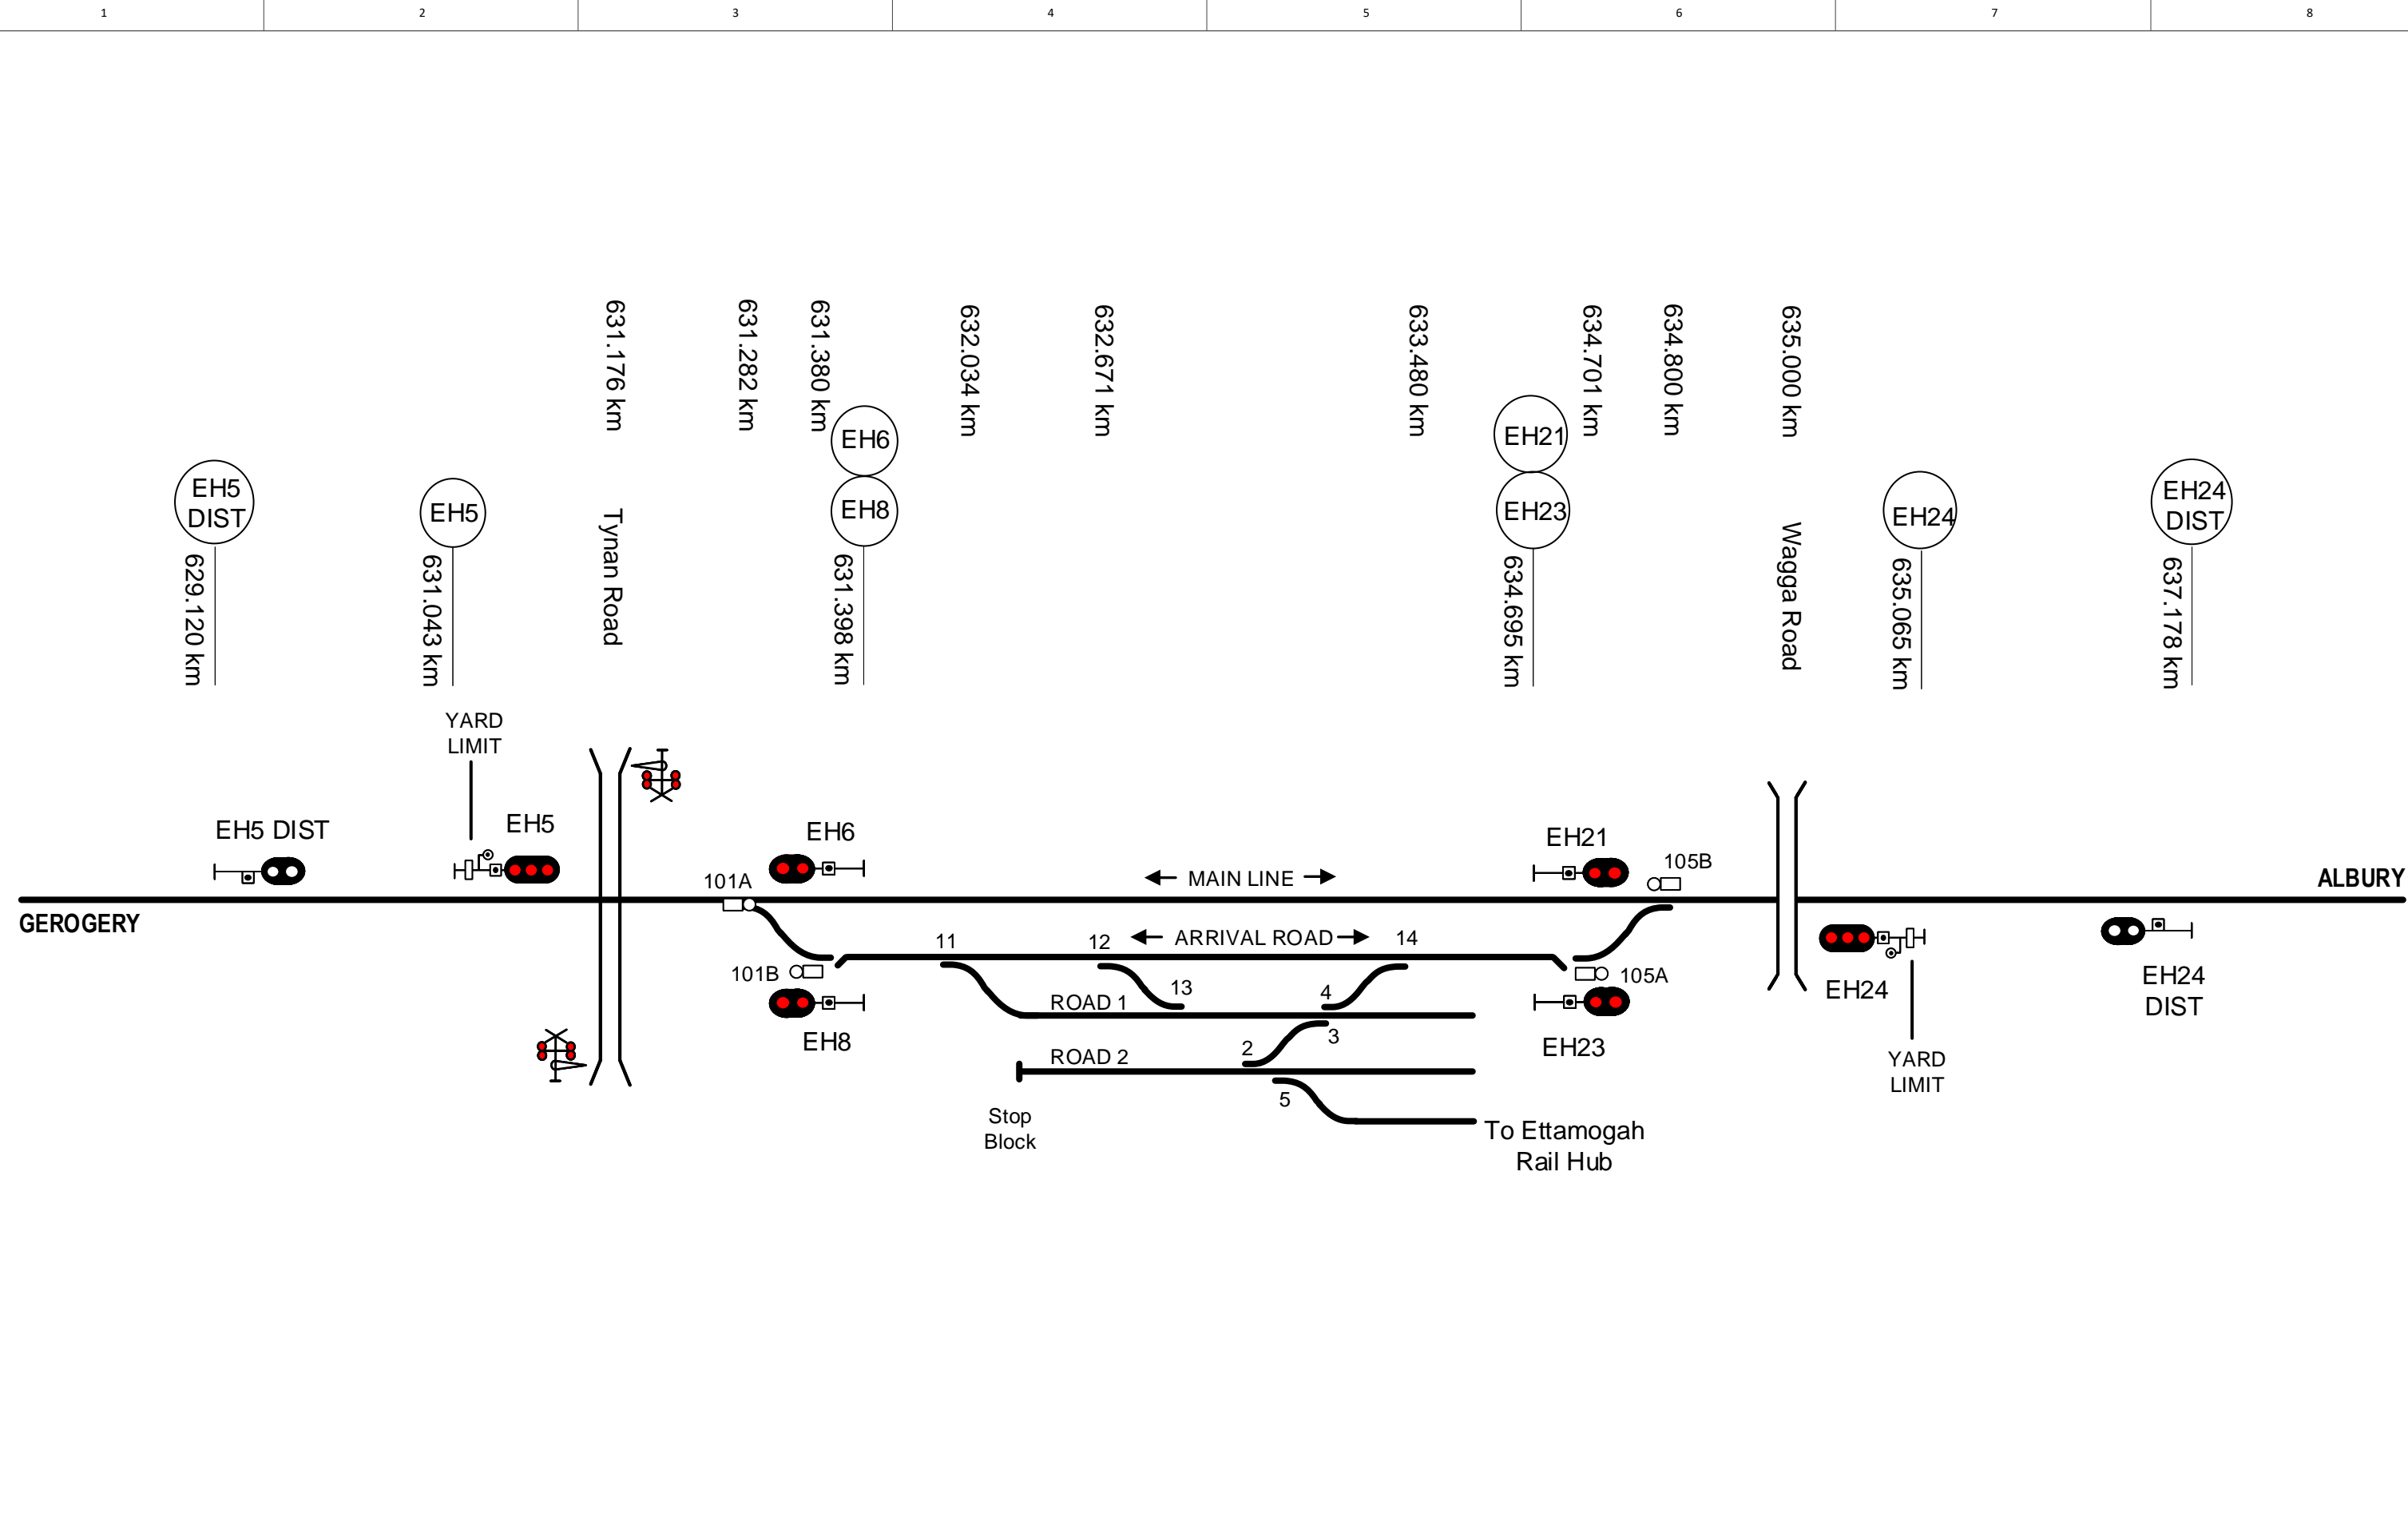 1 2 3 4 5 6 7 8
631.176 km
631.282 km
631.380 km
632.034 km
632.671 km
633.480 km
634.701 km
634.800 km
635.000 km
EH6
EH21
EH5
DIST
EH5
EH8
EH23
EH24
EH24
DIST
Tynan Road
Wagga Road
629.120 km
631.043 km
631.398 km
634.695 km
635.065 km
637.178 km
YARD
LIMIT
EH5 DIST
EH5
EH6
EH21
105B
101A
MAIN LINE
ALBURY
GEROGERY
11
12
ARRIVAL ROAD
14
101B
105A
13
4
EH24
EH24
DIST
ROAD 1
EH8
3
EH23
2
ROAD 2
YARD
LIMIT
5
Stop
Block
To Ettamogah
Rail Hub